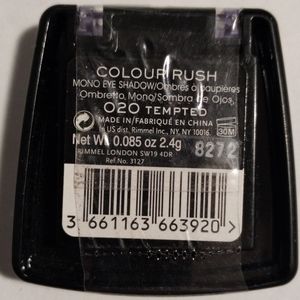 COLOUR RUSH
MONO EYE SHADOW/Ombres à paupières
Ombretto Mono/Sombra de Ojos
020 TEMPTED
MADE IN/FABRIQUÉ EN CHINA
in US dist. Rimmel Inc., NY, NY 10016.
30M
Net Wt. 0.085 oz 2.4g
8272
RIMMEL LONDON SW19 4DR
Ref No. 3127
3 661163 663920 >